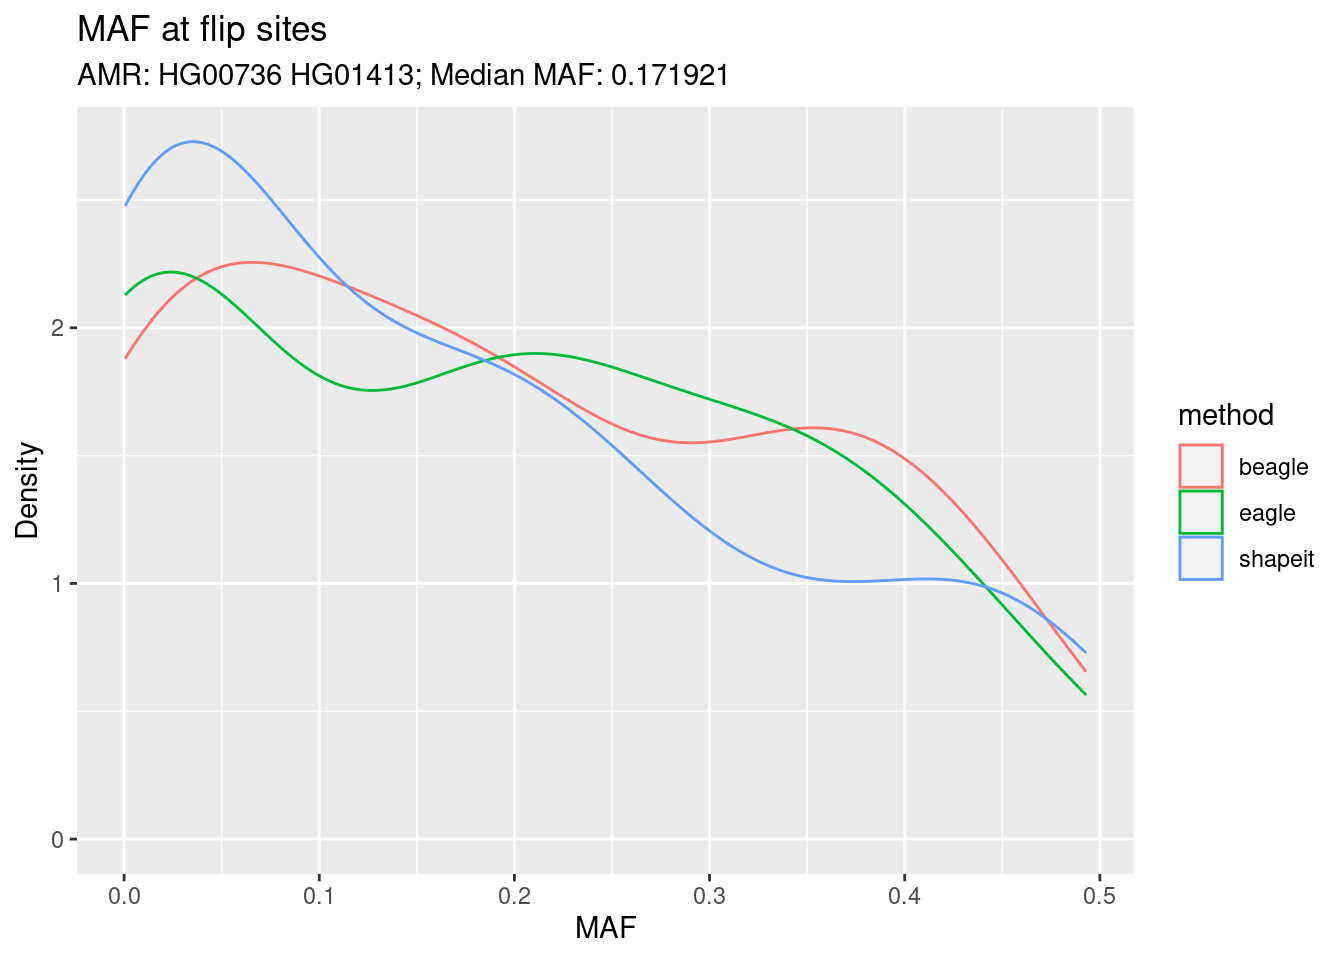 MAF at flip sites
AMR: HG00736 HG01413; Median MAF: 0.171921
Density
2
1
0
0.0 0.1 0.2 0.3 0.4 0.5
MAF
method
beagle
eagle
shapeit